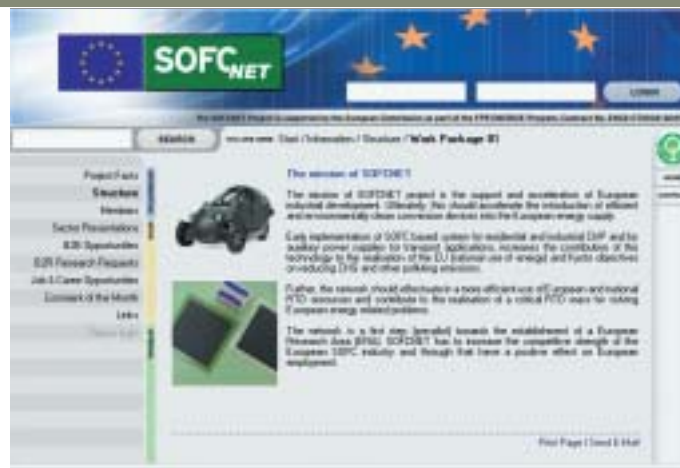 SOFCNET
LOGIN
SEARCH
Start / Information / Structure / Work Package 01
Project Facts
Structure
Members
Sector Presentations
B2B Opportunities
B2R Research Requests
Job & Career Opportunities
Comment of the Month
Links
The mission of SOFCNET
The mission of SOFCNET project is the support and acceleration of European
industrial development. Ultimately, this should accelerate the introduction of efficient
and environmentally clean conversion devices into the European energy supply.
Early implementation of SOFC based system for residential and industrial CHP and for
auxiliary power supplies for transport applications, increases the contribution of this
technology to the realisation of the EU (rational use of energy) and Kyoto objectives
on reducing GHG and other polluting emissions.
Further, the network should effectuate a more efficient use of European and national
RTD resources and contribute to the realisation of a critical RTD mass for solving
European energy related problems.
The network is a first step (parallel) towards the establishment of a European
Research Area (ERA). SOFCNET has to increase the competitive strength of the
European SOFC industry and through that have a positive effect on European
employment.
Print Page | Send E-Mail